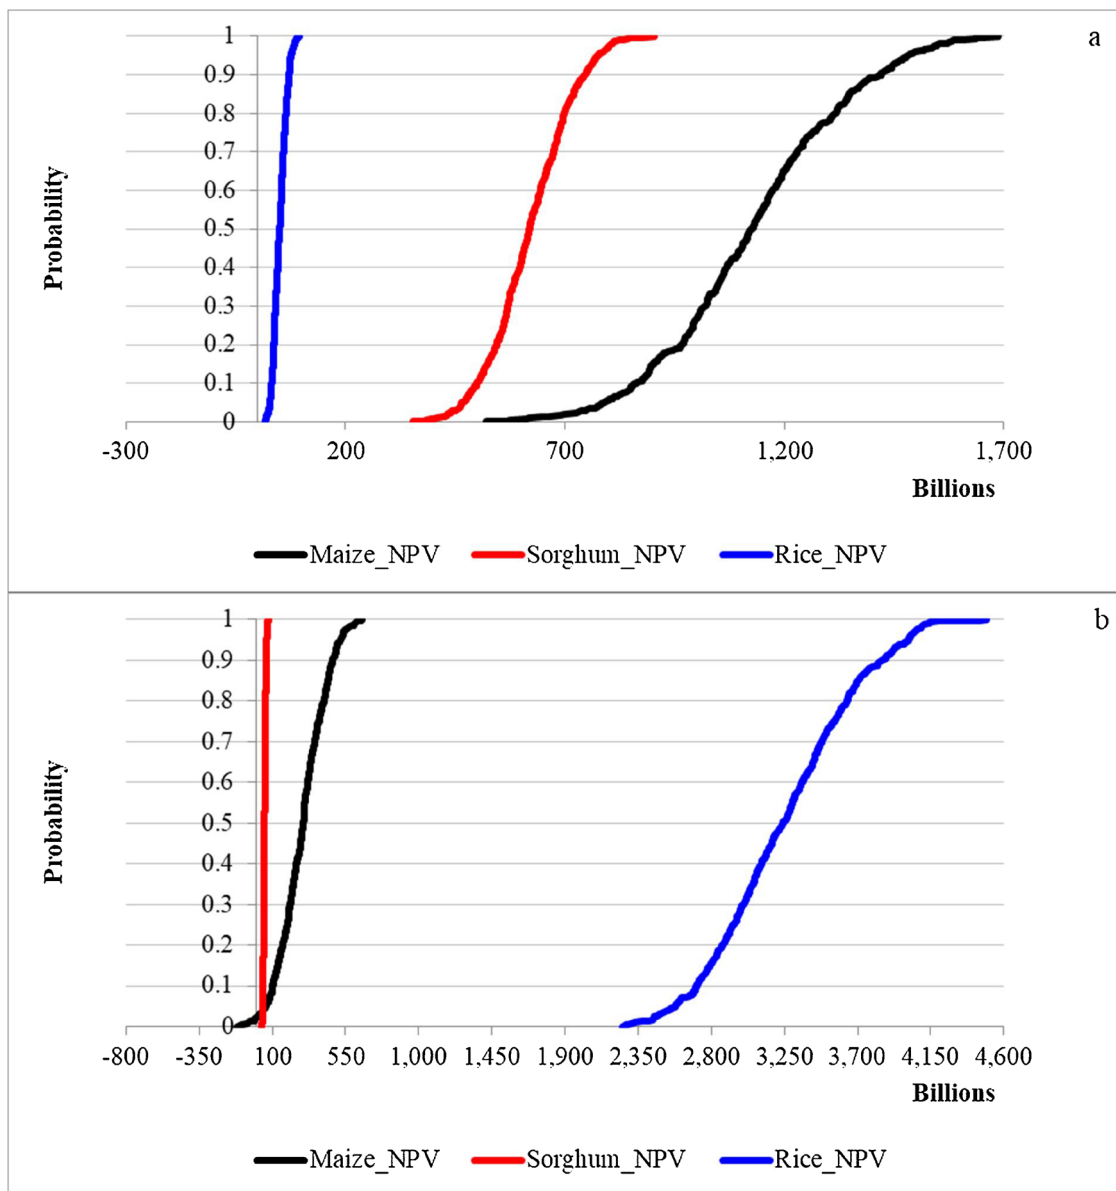 a
1
0.9
0.8
0.7
0.6
0.5
0.4
0.3
0.2
0.1
0
Probability
-300 200 700 1,200 1,700
Billions
Maize_NPV Sorghum_NPV Rice_NPV
b
1
0.9
0.8
0.7
0.6
0.5
0.4
0.3
0.2
0.1
0
Probability
-800 -350 100 550 1,000 1,450 1,900 2,350 2,800 3,250 3,700 4,150 4,600
Billions
Maize_NPV Sorghum_NPV Rice_NPV